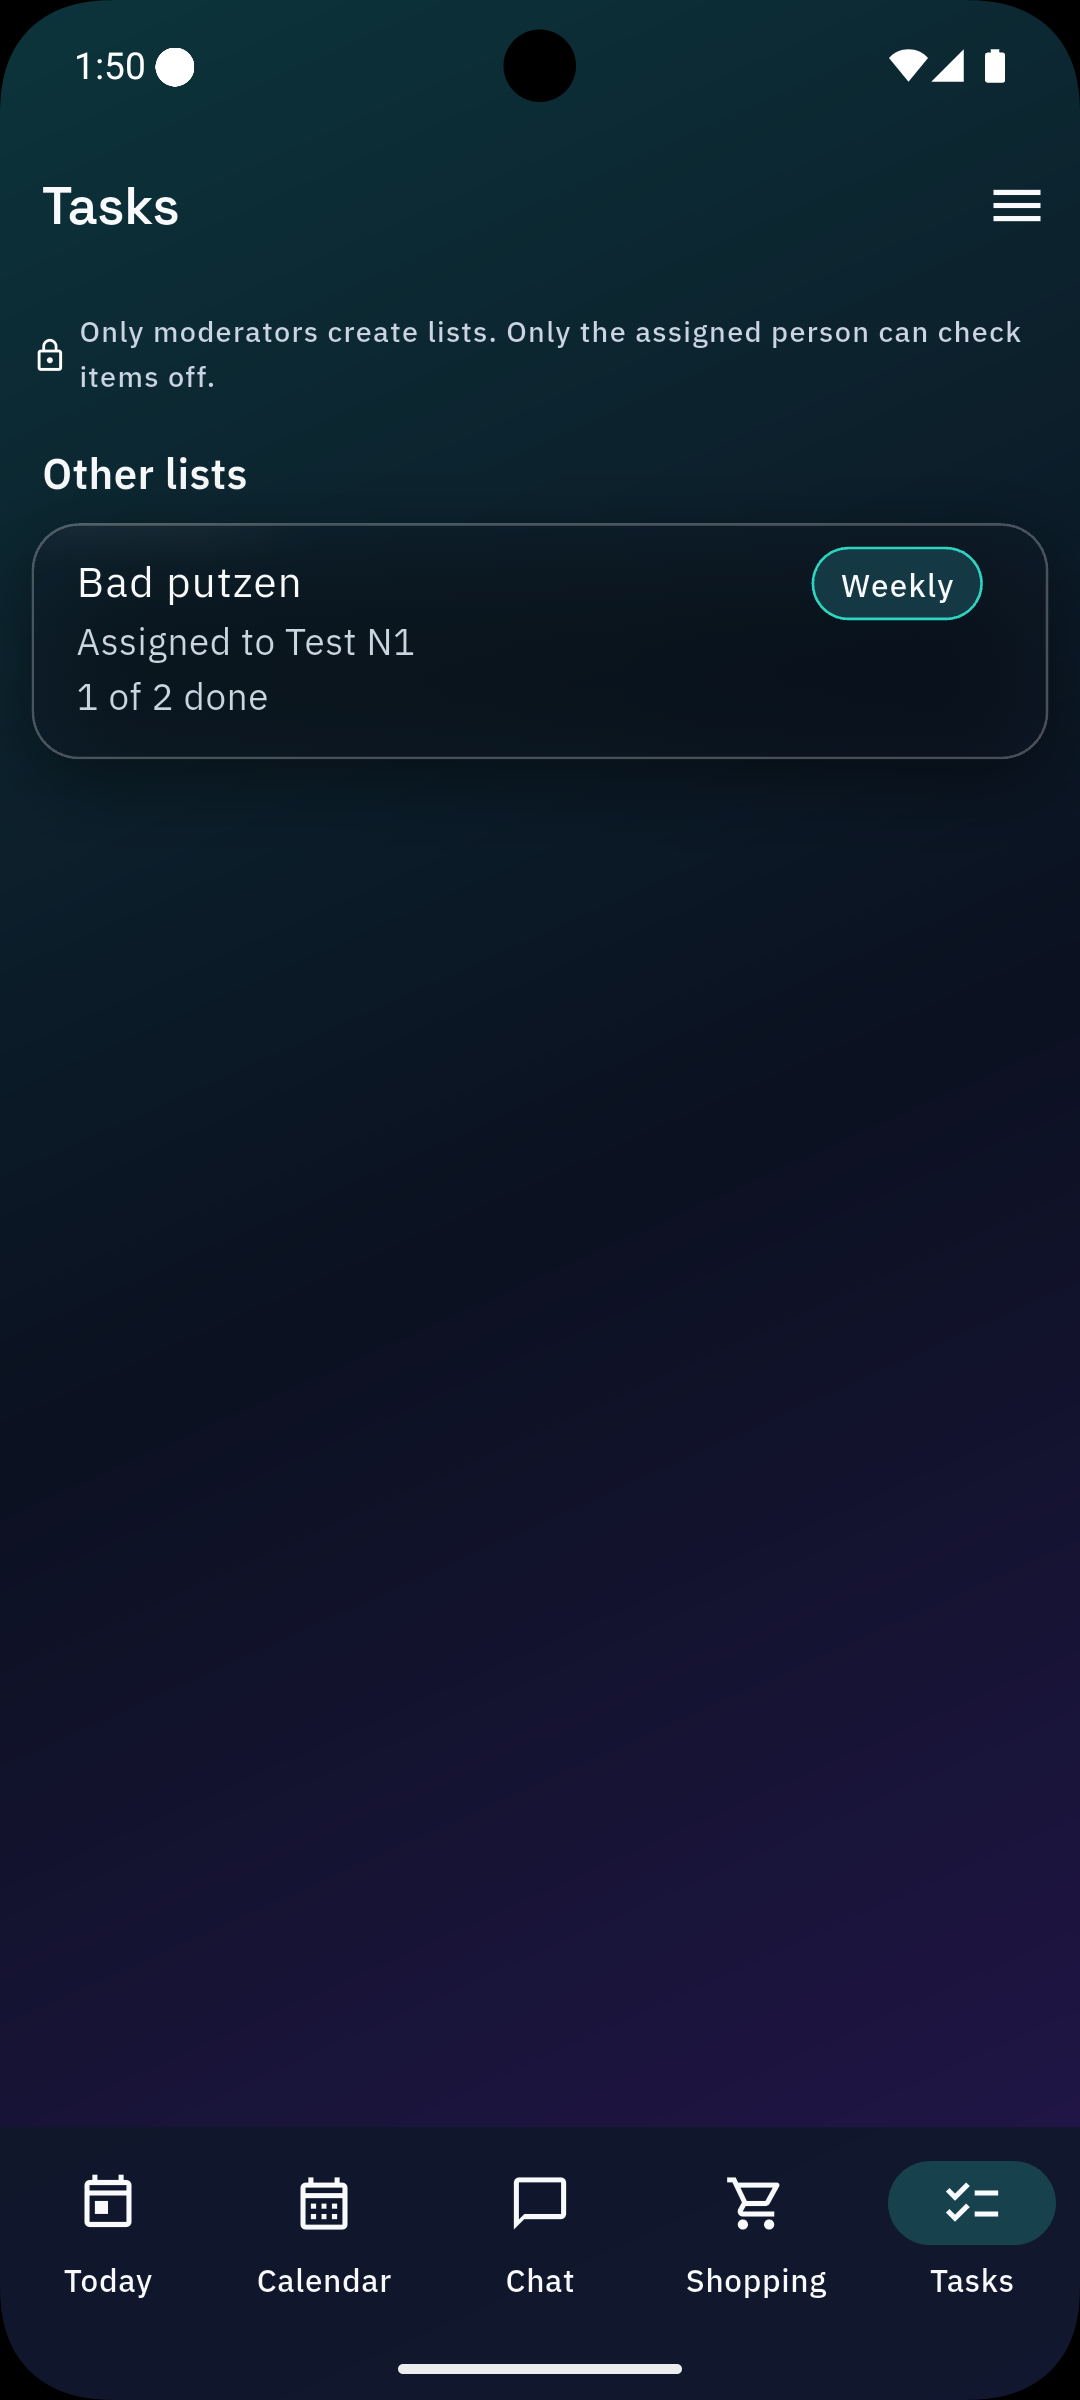 1:50
Tasks
Only moderators create lists. Only the assigned person can check
items off.
Other lists
Bad putzen
Weekly
Assigned to Test N1
1 of 2 done
Today
Calendar
Chat
Shopping
Tasks